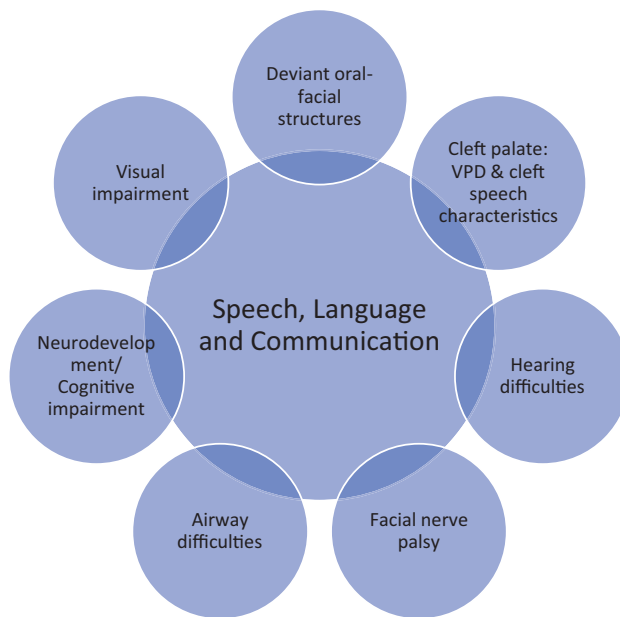 Deviant oral-
facial
structures
Cleft palate:
VPD & cleft
speech
characteristics
Visual
impairment
Speech, Language
and Communication
Neurodevelop
ment/
Cognitive
impairment
Hearing
difficulties
Airway
difficulties
Facial nerve
palsy